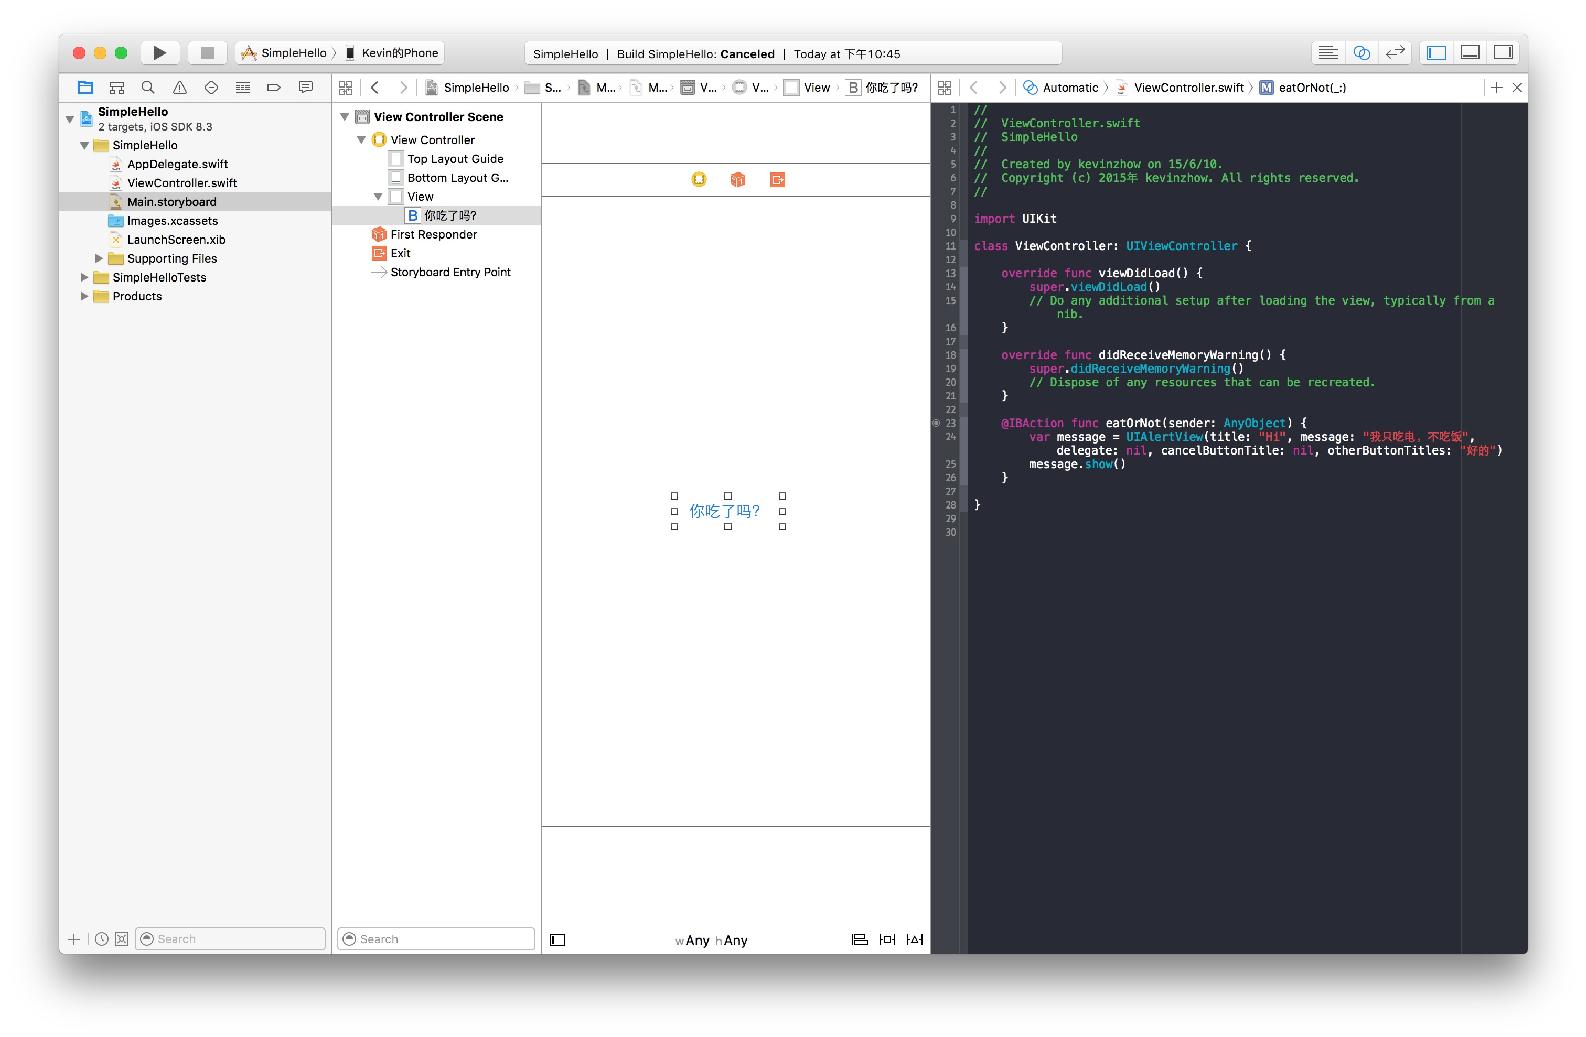 SimpleHello 〉 Kevin的Phone
SimpleHello | Build SimpleHello: Canceled | Today at 下午10:45
SimpleHello
2 targets, iOS SDK 8.3
SimpleHello
AppDelegate.swift
ViewController.swift
Main.storyboard
Images.xcassets
LaunchScreen.xib
Supporting Files
SimpleHelloTests
Products
Search
SimpleHello 〉 S... 〉 M... 〉 M... 〉 V... 〉 V... 〉 View 〉 B 你吃了吗?
View Controller Scene
View Controller
Top Layout Guide
Bottom Layout G...
View
B 你吃了吗?
First Responder
Exit
Storyboard Entry Point
Search
你吃了吗?
wAny hAny
Automatic 〉 ViewController.swift 〉 M eatOrNot(_:)
1 //
2 //  ViewController.swift
3 //  SimpleHello
4 //
5 //  Created by kevinzhow on 15/6/10.
6 //  Copyright (c) 2015年 kevinzhow. All rights reserved.
7 //
8
9 import UIKit
10
11 class ViewController: UIViewController {
12
13     override func viewDidLoad() {
14         super.viewDidLoad()
15         // Do any additional setup after loading the view, typically from a
nib.
16     }
17
18     override func didReceiveMemoryWarning() {
19         super.didReceiveMemoryWarning()
20         // Dispose of any resources that can be recreated.
21     }
22
23     @IBAction func eatOrNot(sender: AnyObject) {
24         var message = UIAlertView(title: "Hi", message: "我只吃电，不吃饭",
delegate: nil, cancelButtonTitle: nil, otherButtonTitles: "好的")
25         message.show()
26     }
27
28 }
29
30